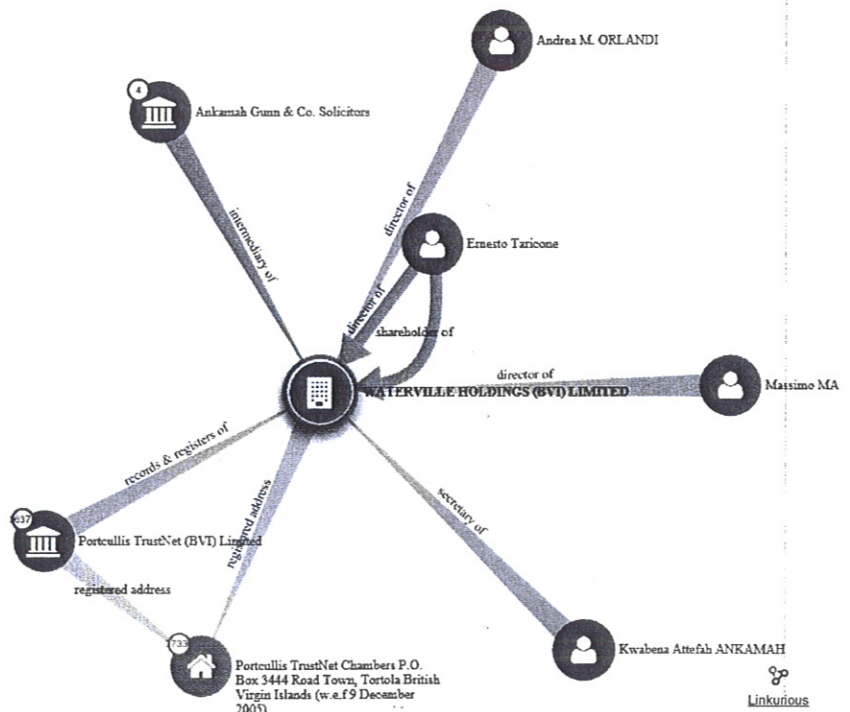 Andrea M. ORLANDI
4
Ankamah Gunn & Co. Solicitors
director of
intermediary of
Ernesto Taricone
director of
shareholder of
director of
Massimo MA
WATERVILLE HOLDINGS (BVI) LIMITED
records & registers of
registered address
secretary of
Portcullis TrustNet (BVI) Limited
registered address
Kwabena Attefah ANKAMAH
Portcullis TrustNet Chambers P.O.
Box 3444 Road Town, Tortola British
Virgin Islands (w.e.f 9 December
2005)
Linkurious